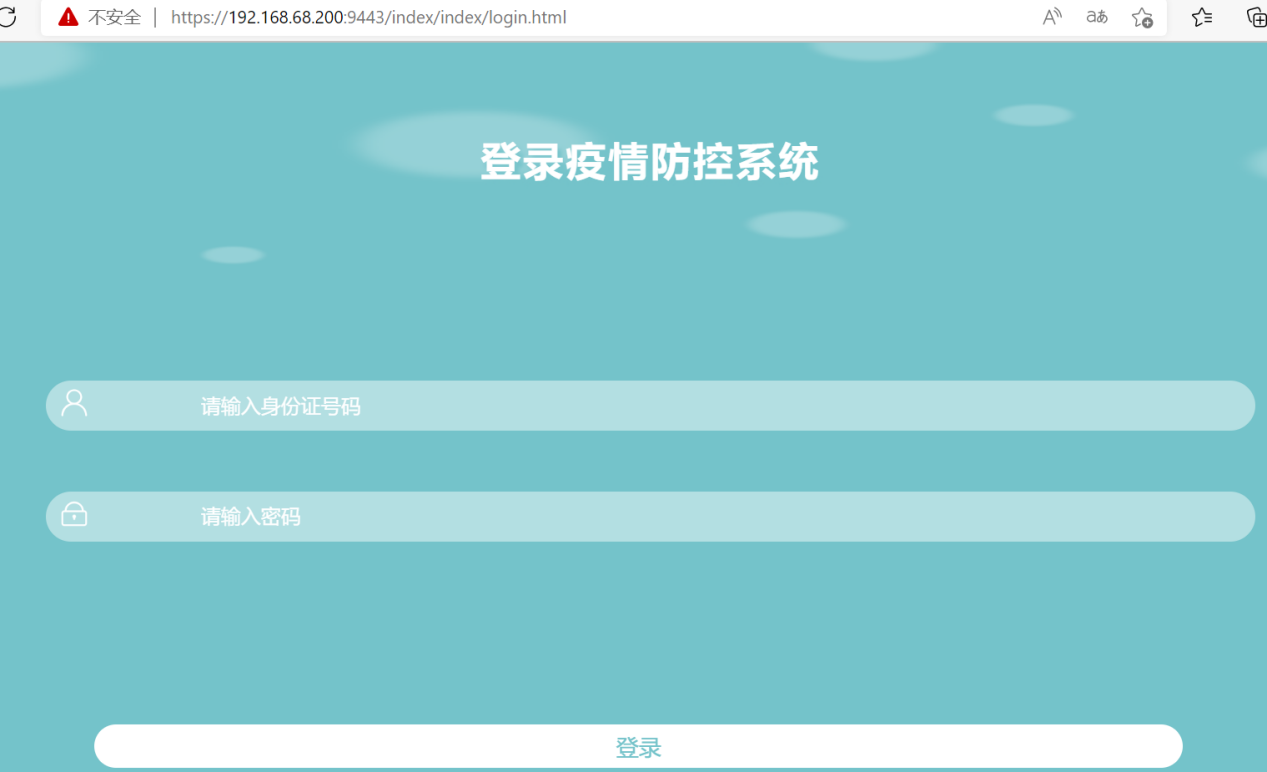 不安全 | https://192.168.68.200:9443/index/index/login.html
登录疫情防控系统
请输入身份证号码
请输入密码
登录